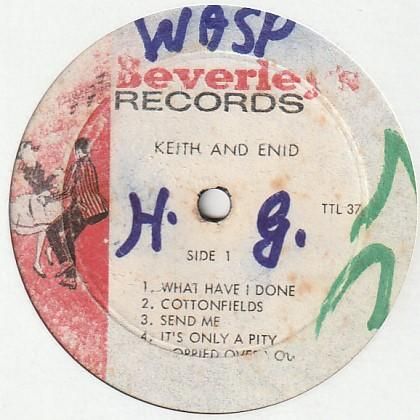 WASP
Beverley's
RECORDS
KEITH AND ENID
TTL 37
H. G.
SIDE 1
1. WHAT HAVE I DONE
2. COTTONFIELDS
3. SEND ME
4. IT'S ONLY A PITY